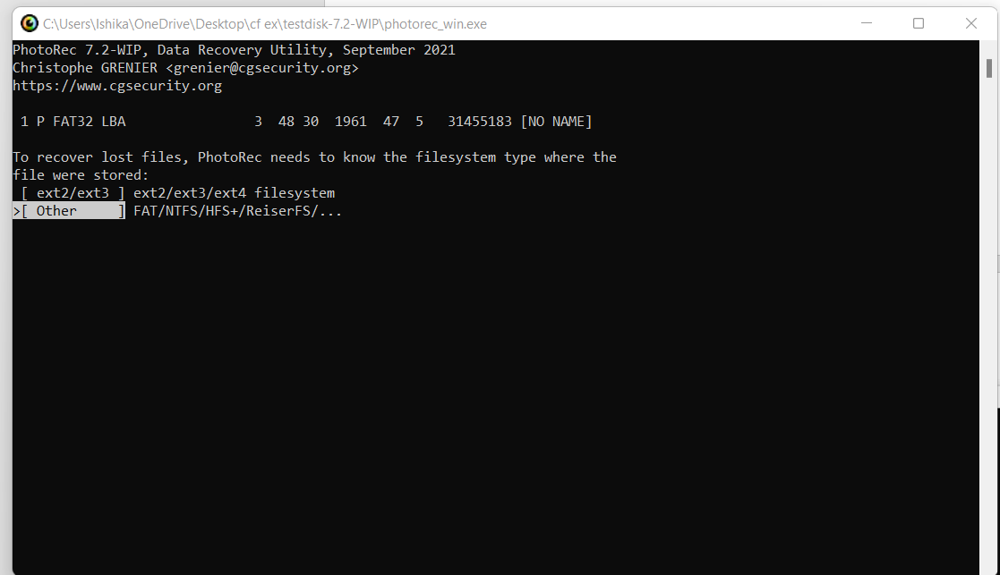 C:\Users\Ishika\OneDrive\Desktop\cf ex\testdisk-7.2-WIP\photorec_win.exe
PhotoRec 7.2-WIP, Data Recovery Utility, September 2021
Christophe GRENIER <grenier@cgsecurity.org>
https://www.cgsecurity.org
 1 P FAT32 LBA                3  48 30  1961  47  5   31455183 [NO NAME]
To recover lost files, PhotoRec needs to know the filesystem type where the
file were stored:
 [ ext2/ext3 ] ext2/ext3/ext4 filesystem
>[ Other     ] FAT/NTFS/HFS+/ReiserFS/...